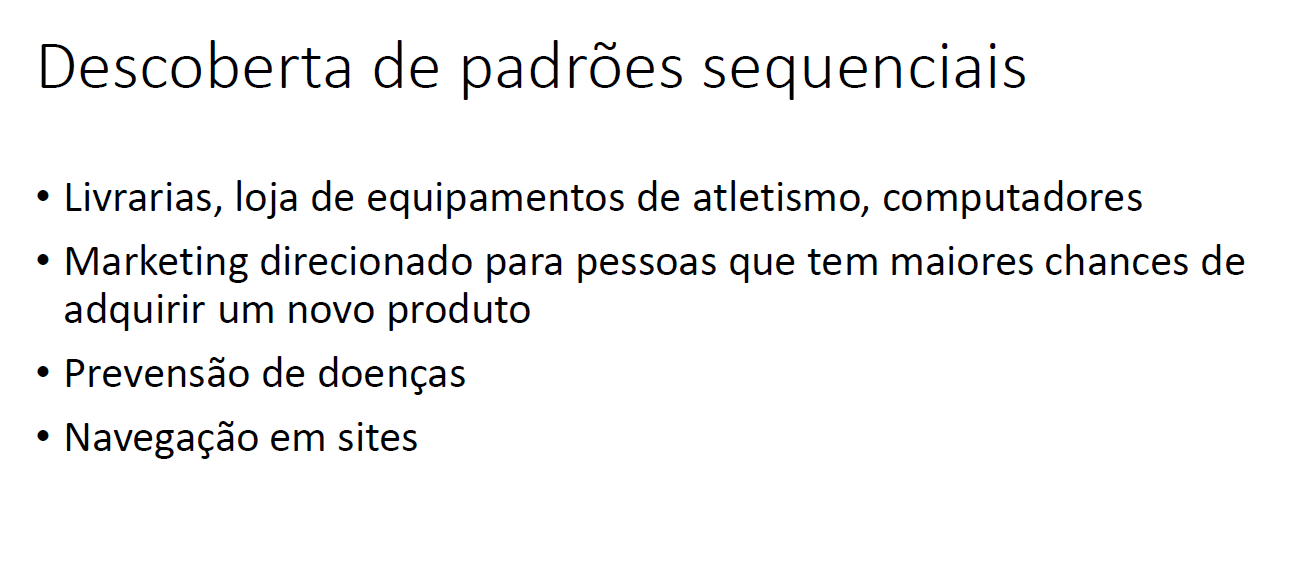 Descoberta de padrões sequenciais
• Livrarias, loja de equipamentos de atletismo, computadores
• Marketing direcionado para pessoas que tem maiores chances de
adquirir um novo produto
• Prevensão de doenças
• Navegação em sites